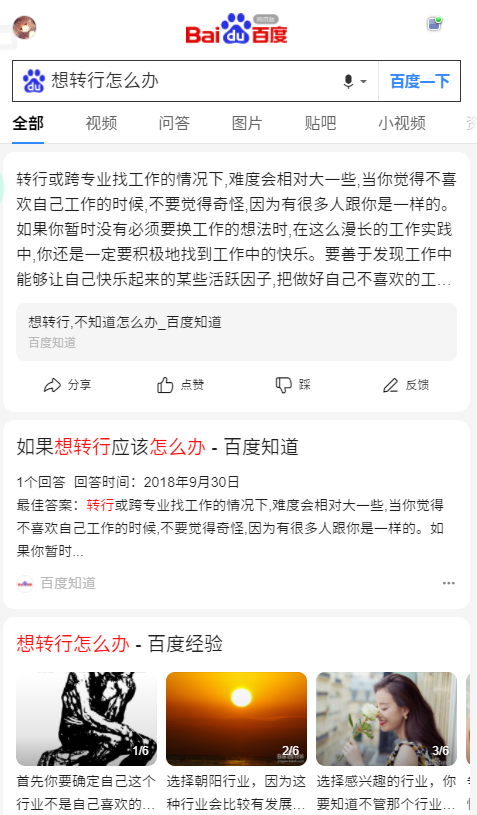 Bai du 百度
想转行怎么办
百度一下
全部 视频 问答 图片 贴吧 小视频
转行或跨专业找工作的情况下,难度会相对大一些,当你觉得不喜
欢自己工作的时候,不要觉得奇怪,因为有很多人跟你是一样的。
如果你暂时没有必须要换工作的想法时,在这么漫长的工作实践
中,你还是一定要积极地找到工作中的快乐。要善于发现工作中
能够让自己快乐起来的某些活跃因子,把做好自己不喜欢的工...
想转行,不知道怎么办_百度知道
百度知道
分享 点赞 踩 反馈
如果想转行应该怎么办 - 百度知道
1个回答 回答时间：2018年9月30日
最佳答案：转行或跨专业找工作的情况下,难度会相对大一些,当你觉得
不喜欢自己工作的时候,不要觉得奇怪,因为有很多人跟你是一样的。如
果你暂时...
百度知道
想转行怎么办 - 百度经验
1/6
首先你要确定自己这个
行业不是自己喜欢的...
2/6
选择朝阳行业，因为这
种行业会比较有发展...
3/6
选择感兴趣的行业，你
要知道不管那个行业...